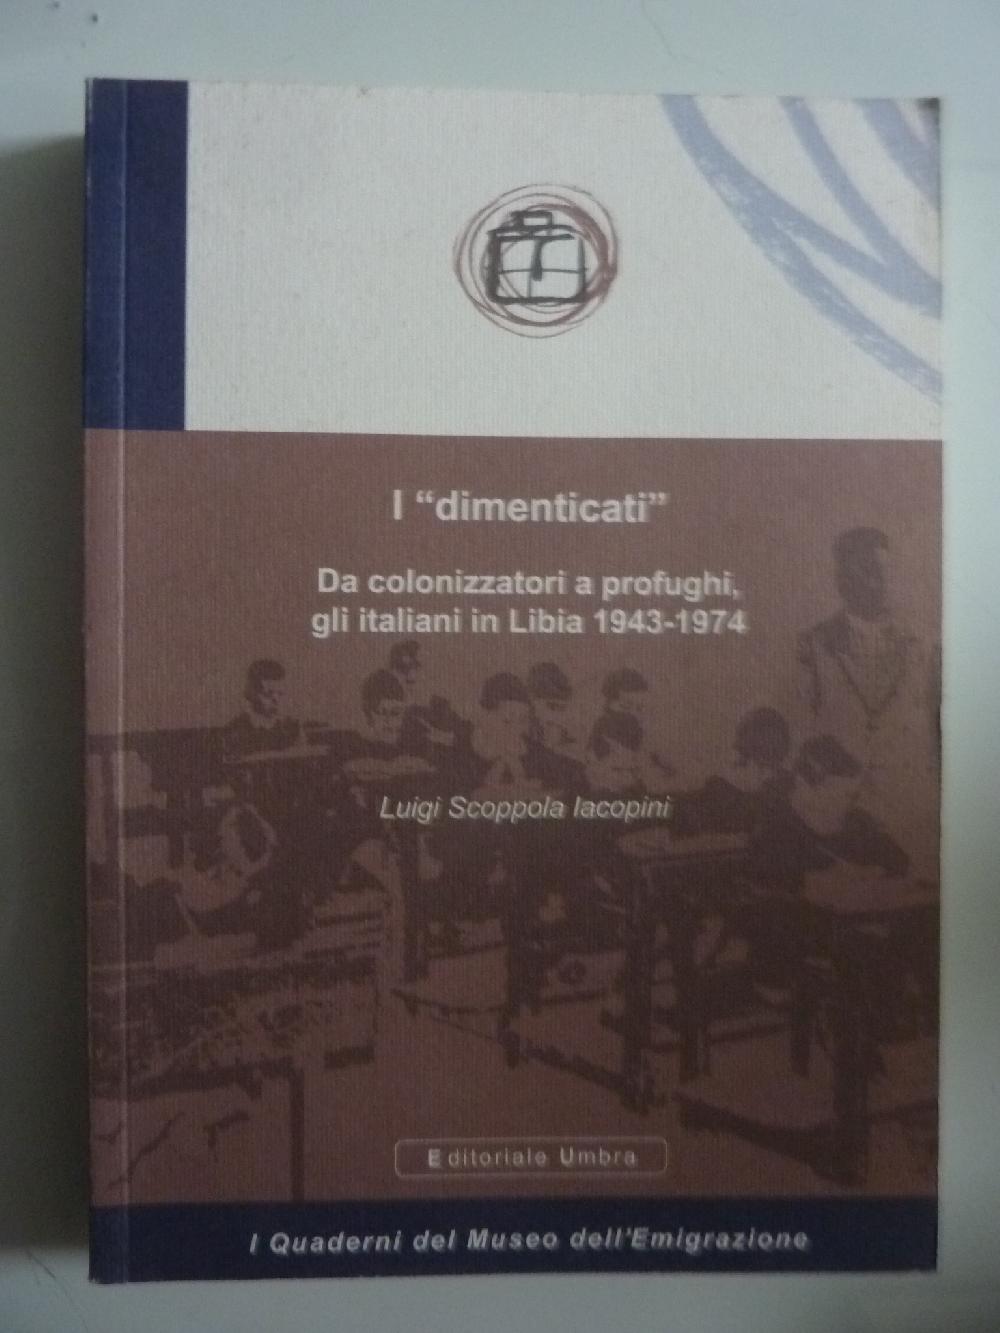 I “dimenticati”
Da colonizzatori a profughi,
gli italiani in Libia 1943-1974
Luigi Scoppola Iacopini
Editoriale Umbra
I Quaderni del Museo dell'Emigrazione